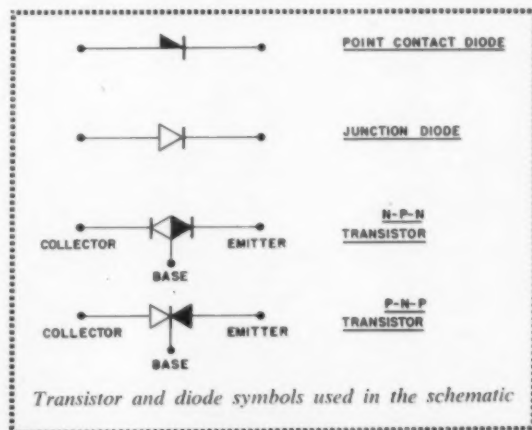 POINT CONTACT DIODE
JUNCTION DIODE
N-P-N
TRANSISTOR
COLLECTOR
EMITTER
BASE
P-N-P
TRANSISTOR
COLLECTOR
EMITTER
BASE
Transistor and diode symbols used in the schematic